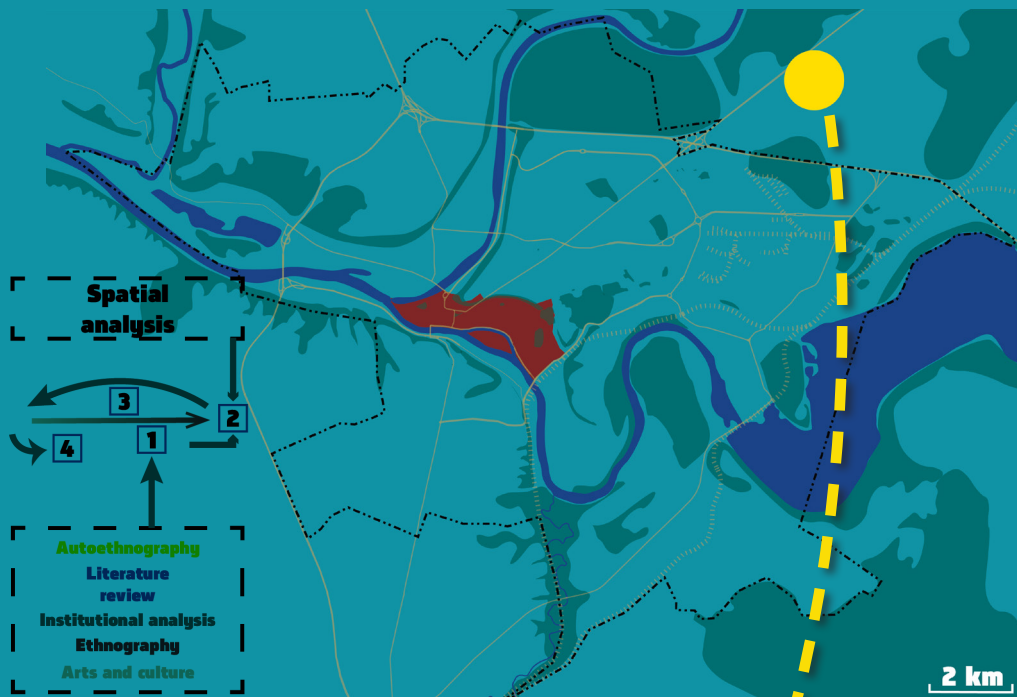 Spatial
analysis
3
2
1
4
Autoethnography
Literature
review
Institutional analysis
Ethnography
Arts and culture
2 km